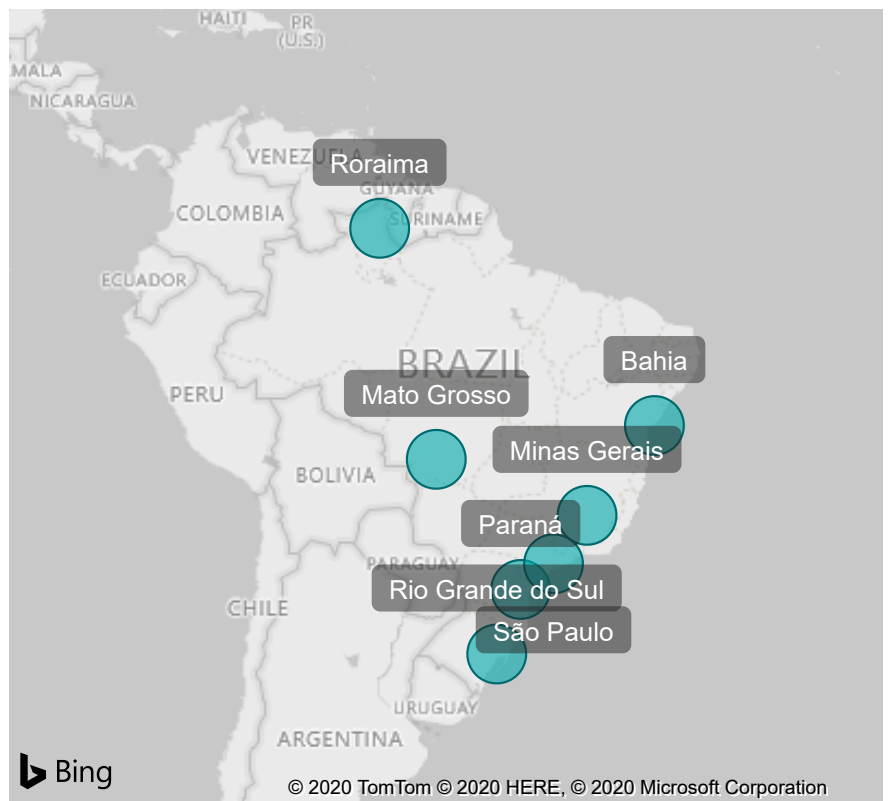 HAITI
PR
(U.S.)
MALA
NICARAGUA
VENEZUELA
Roraima
GUYANA
COLOMBIA
SURINAME
ECUADOR
BRAZIL
Bahia
PERU
Mato Grosso
Minas Gerais
BOLIVIA
Paraná
PARAGUAY
Rio Grande do Sul
CHILE
São Paulo
URUGUAY
ARGENTINA
Bing
© 2020 TomTom © 2020 HERE, © 2020 Microsoft Corporation